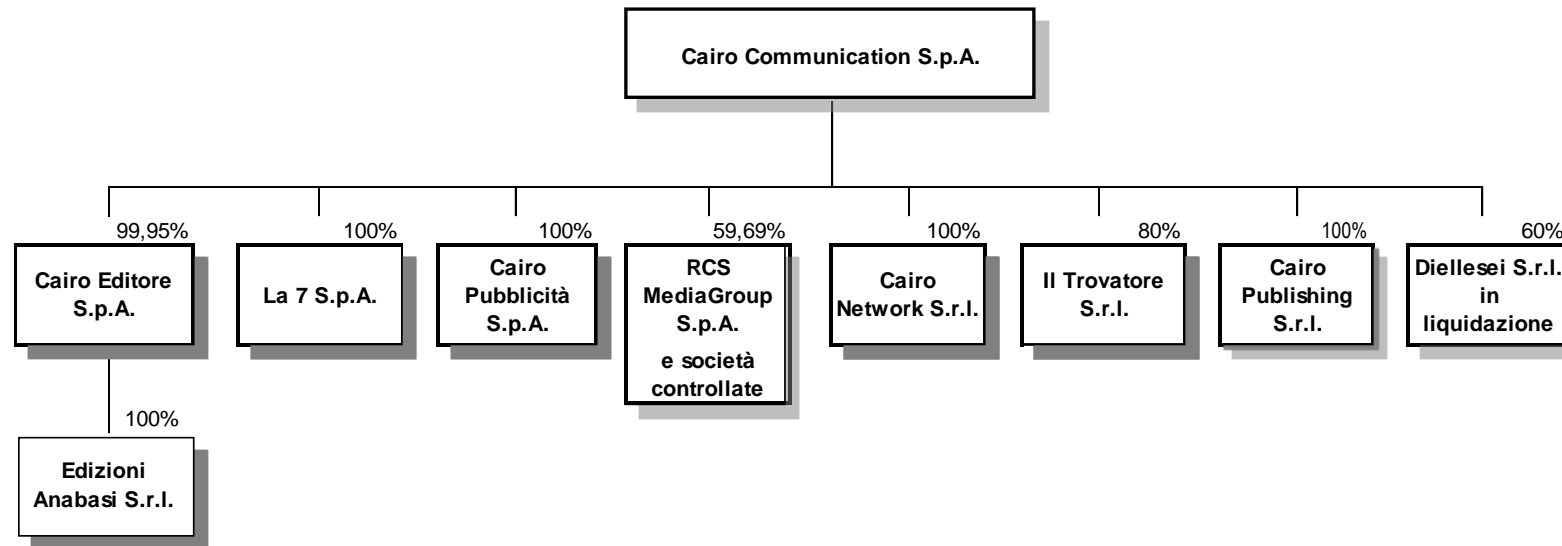 Cairo Communication S.p.A.
99,95%
100%
100%
59,69%
100%
80%
100%
60%
Cairo Editore
S.p.A.
La 7 S.p.A.
Cairo
Pubblicità
S.p.A.
RCS
MediaGroup
S.p.A.
e società
controllate
Cairo
Network S.r.l.
Il Trovatore
S.r.l.
Cairo
Publishing
S.r.l.
Diellesei S.r.l.
in
liquidazione
100%
Edizioni
Anabasi S.r.l.